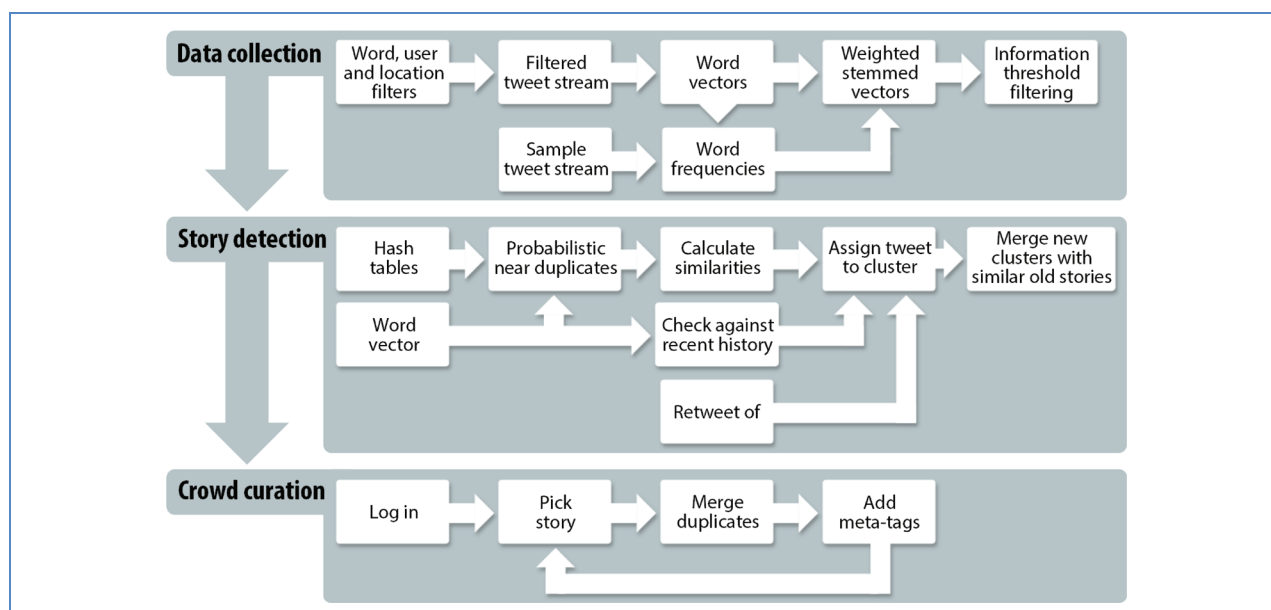 Data collection
Word, user
and location
filters
Filtered
tweet stream
Word
vectors
Weighted
stemmed
vectors
Information
threshold
filtering
Sample
tweet stream
Word
frequencies
Story detection
Hash
tables
Probabilistic
near duplicates
Calculate
similarities
Assign tweet
to cluster
Merge new
clusters with
similar old stories
Word
vector
Check against
recent history
Retweet of
Crowd curation
Log in
Pick
story
Merge
duplicates
Add
meta-tags